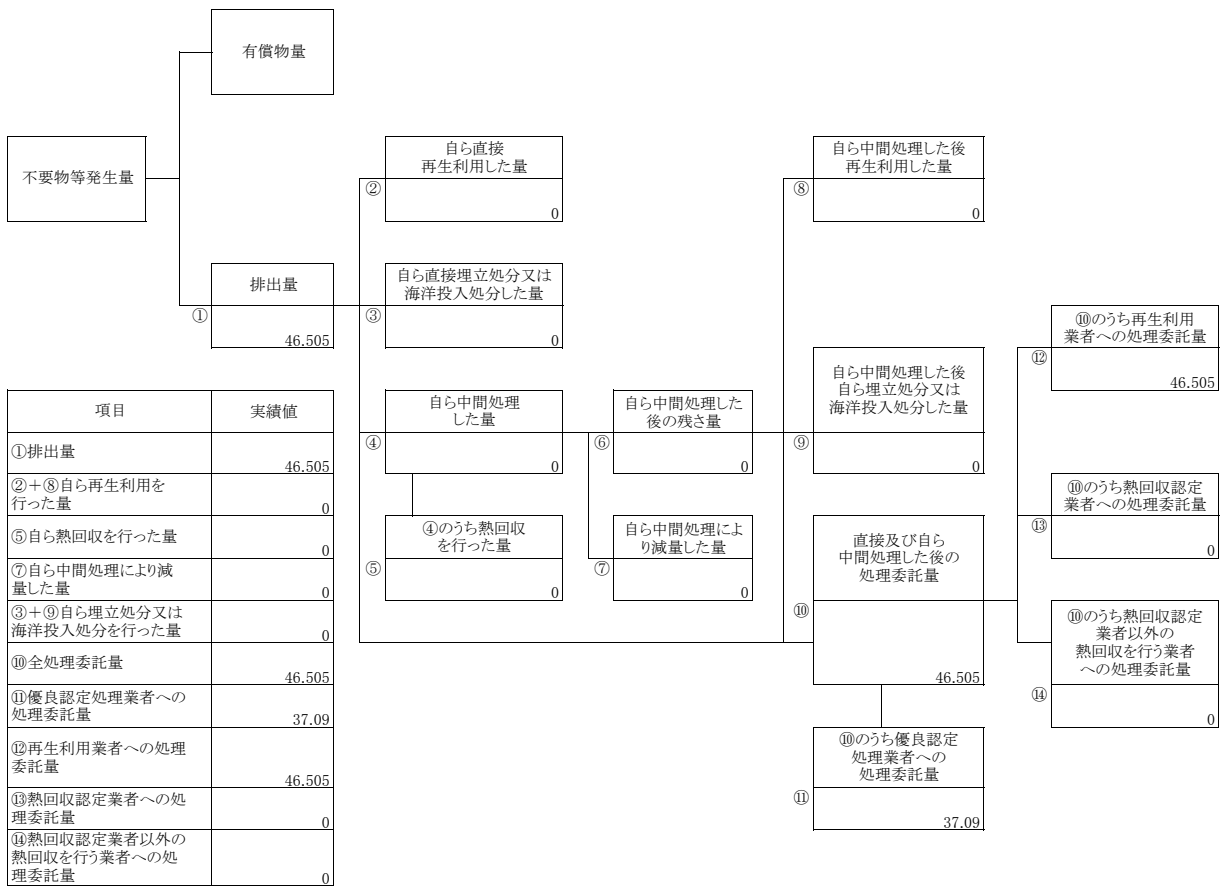 有償物量
不要物等発生量
自ら直接
再生利用した量
②
0
自ら中間処理した後
再生利用した量
⑧
0
排出量
①
46.505
自ら直接埋立処分又は
海洋投入処分した量
③
0
⑩のうち再生利用
業者への処理委託量
⑫
46.505
自ら中間処理
した量
④
0
自ら中間処理した
後の残さ量
⑥
0
自ら中間処理した後
自ら埋立処分又は
海洋投入処分した量
⑨
0
⑩のうち熱回収認定
業者への処理委託量
⑬
0
④のうち熱回収
を行った量
⑤
0
自ら中間処理によ
り減量した量
⑦
0
直接及び自ら
中間処理した後の
処理委託量
⑩
46.505
⑩のうち熱回収認定
業者以外の
熱回収を行う業者
への処理委託量
⑭
0
⑩のうち優良認定
処理業者への
処理委託量
⑪
37.09
項目
実績値
①排出量
46.505
②＋⑧自ら再生利用を
行った量
0
⑤自ら熱回収を行った量
0
⑦自ら中間処理により減
量した量
0
③＋⑨自ら埋立処分又は
海洋投入処分を行った量
0
⑩全処理委託量
46.505
⑪優良認定処理業者への
処理委託量
37.09
⑫再生利用業者への処理
委託量
46.505
⑬熱回収認定業者への処
理委託量
0
⑭熱回収認定業者以外の
熱回収を行う業者への処
理委託量
0